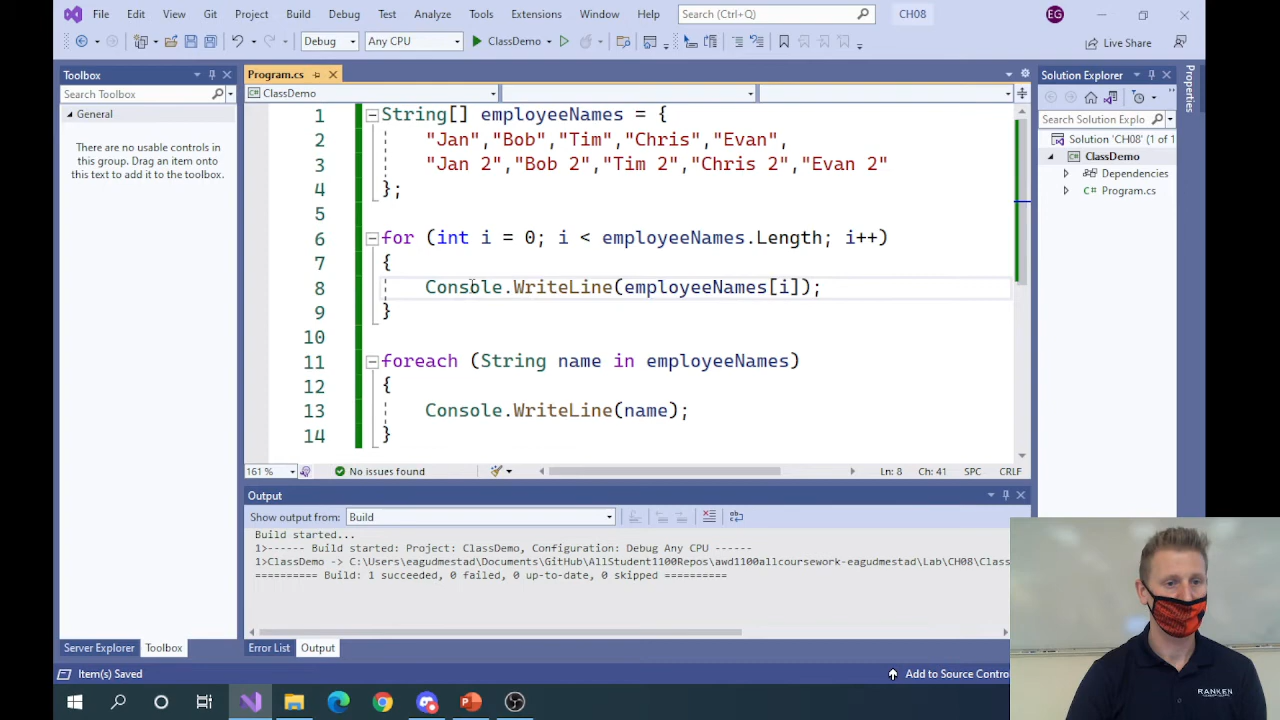 File Edit View Git Project Build Debug Test Analyze Tools Extensions Window Help Search (Ctrl+Q) CH08 EG
Debug Any CPU ClassDemo Live Share
Toolbox
Search Toolbox
General
There are no usable controls in
this group. Drag an item onto
this text to add it to the toolbox.
Server Explorer Toolbox
Program.cs
ClassDemo
1 String[] employeeNames = {
2 "Jan","Bob","Tim","Chris","Evan",
3 "Jan 2","Bob 2","Tim 2","Chris 2","Evan 2"
4 };
5
6 for (int i = 0; i < employeeNames.Length; i++)
7 {
8 Console.WriteLine(employeeNames[i]);
9 }
10
11 foreach (String name in employeeNames)
12 {
13 Console.WriteLine(name);
14 }
161 % No issues found Ln: 8 Ch: 41 SPC CRLF
Output
Show output from: Build
Build started...
1>------ Build started: Project: ClassDemo, Configuration: Debug Any CPU ------
1>ClassDemo -> C:\Users\eagudmestad\Documents\GitHub\AllStudent1100Repos\awd1100allcoursework-eagudmestad\Lab\CH08\Class
========== Build: 1 succeeded, 0 failed, 0 up-to-date, 0 skipped ==========
Error List Output
Solution Explorer
Search Solution Explo
Solution 'CH08' (1 of 1
ClassDemo
Dependencies
C# Program.cs
Properties
Item(s) Saved Add to Source Contro
RANKEN